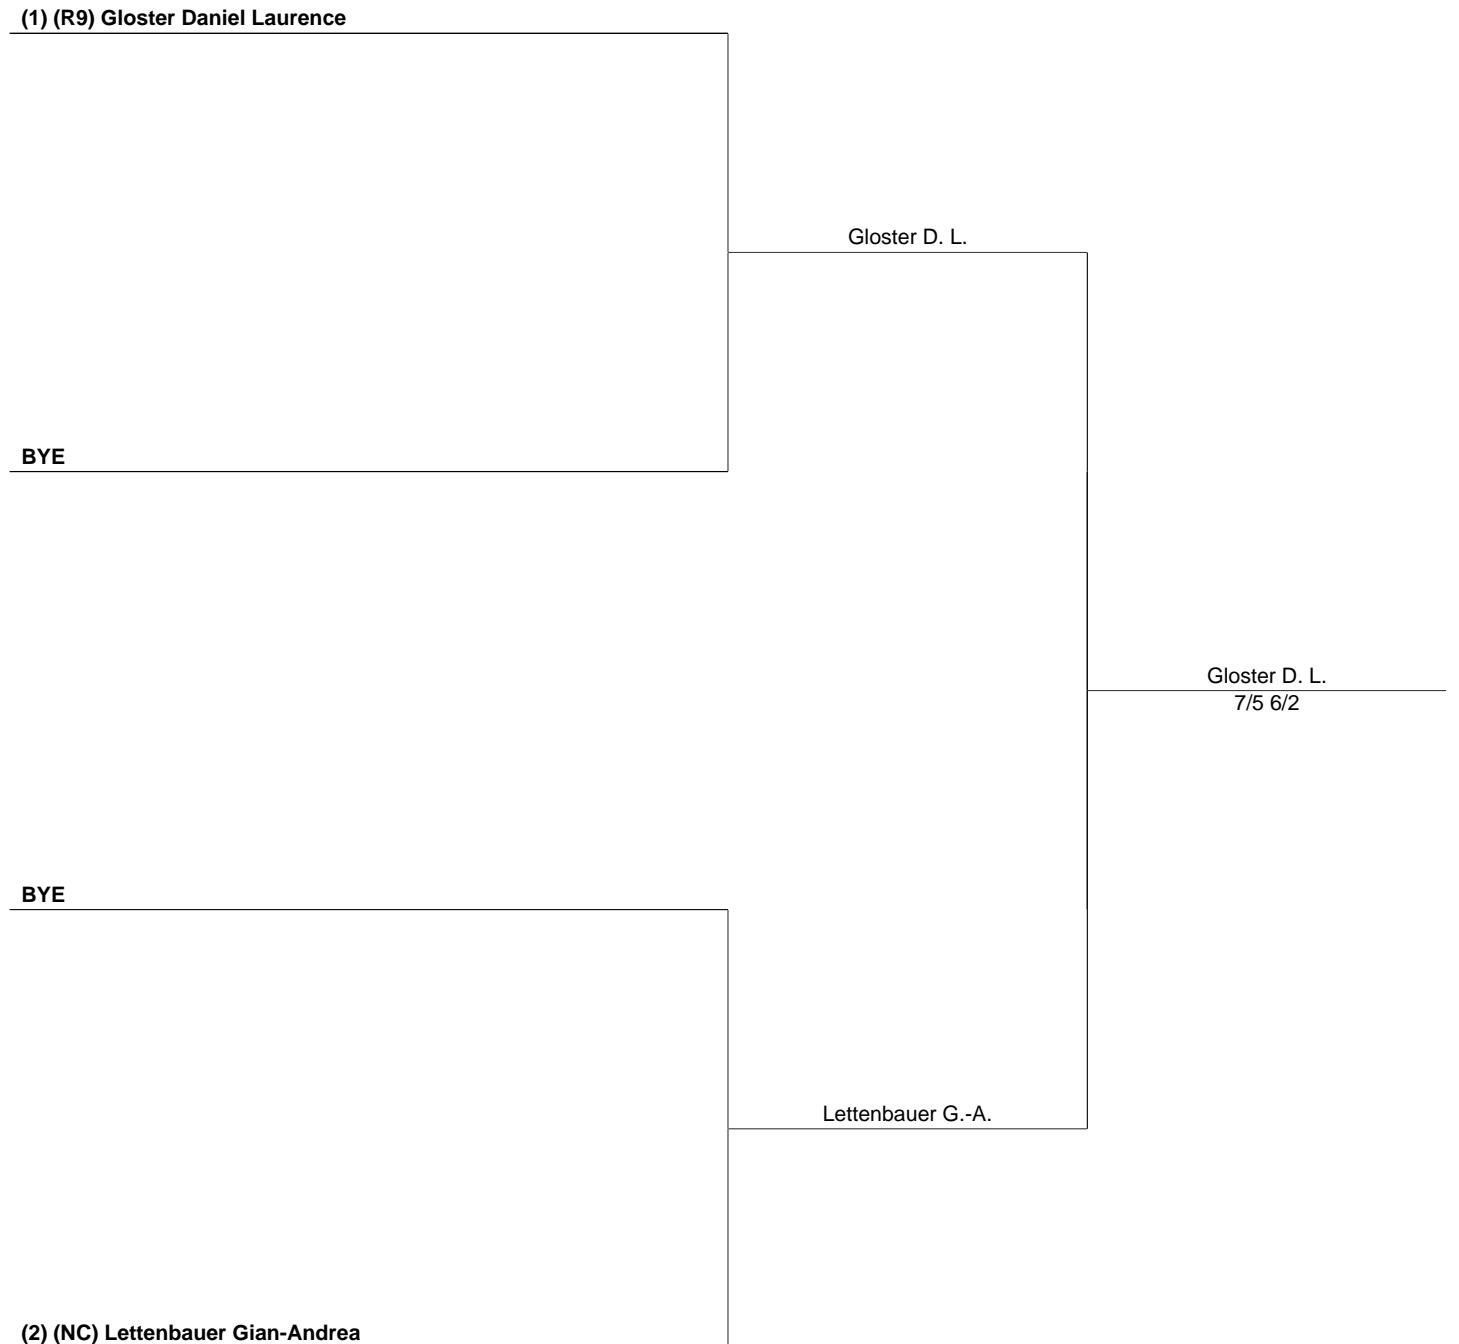 (1) (R9) Gloster Daniel Laurence
Gloster D. L.
BYE
Gloster D. L.
7/5 6/2
BYE
Lettenbauer G.-A.
(2) (NC) Lettenbauer Gian-Andrea